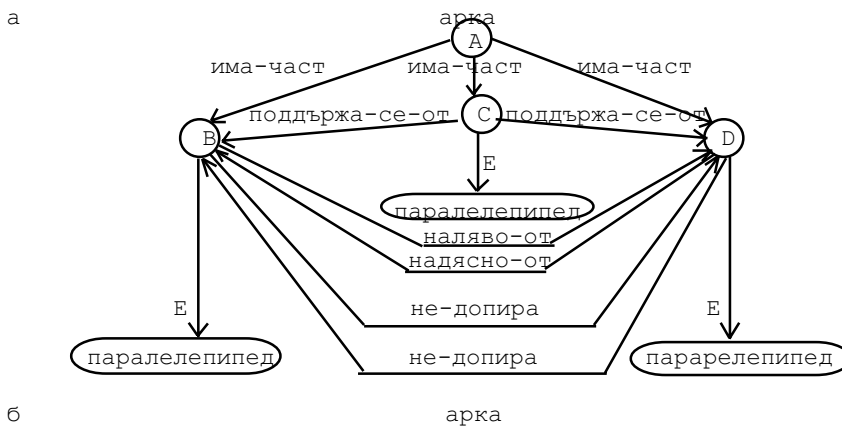 а арка
A
има-част има-част има-част
поддържа-се-от C поддържа-се-от
B D
E
паралелепипед
наляво-от
надясно-от
E не-допира E
паралелепипед не-допира парарелепипед
б арка